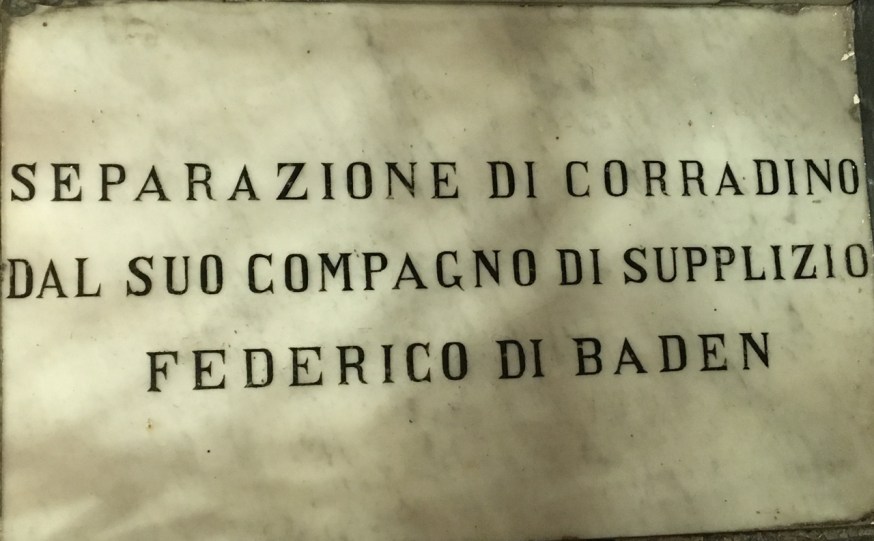 SEPARAZIONE DI CORRADINO
DAL SUO COMPAGNO DI SUPPLIZIO
FEDERICO DI BADEN